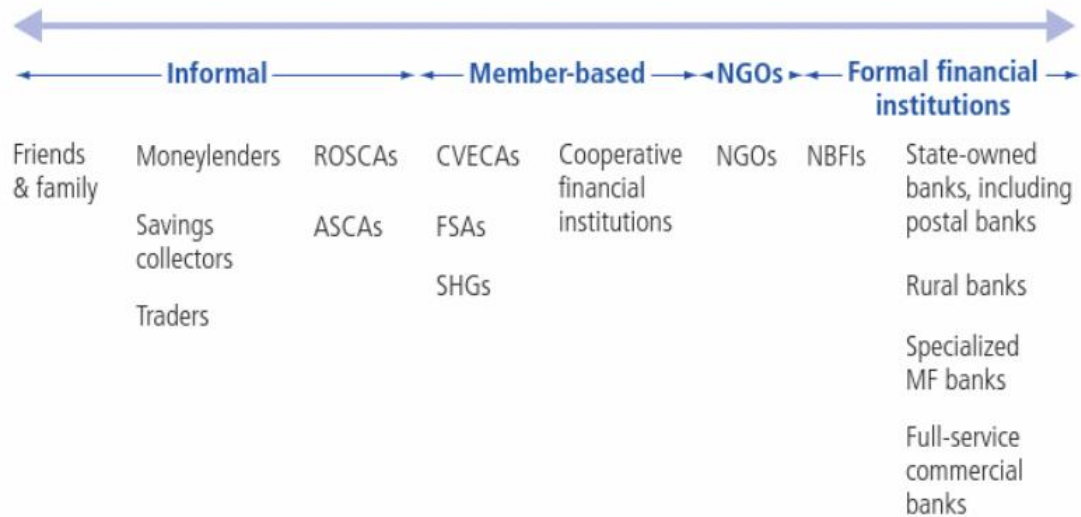 Informal
Member-based
NGOs
Formal financial
institutions
Friends
& family
Moneylenders
Savings
collectors
Traders
ROSCAs
ASCAs
CVECAs
FSAs
SHGs
Cooperative
financial
institutions
NGOs
NBFIs
State-owned
banks, including
postal banks
Rural banks
Specialized
MF banks
Full-service
commercial
banks